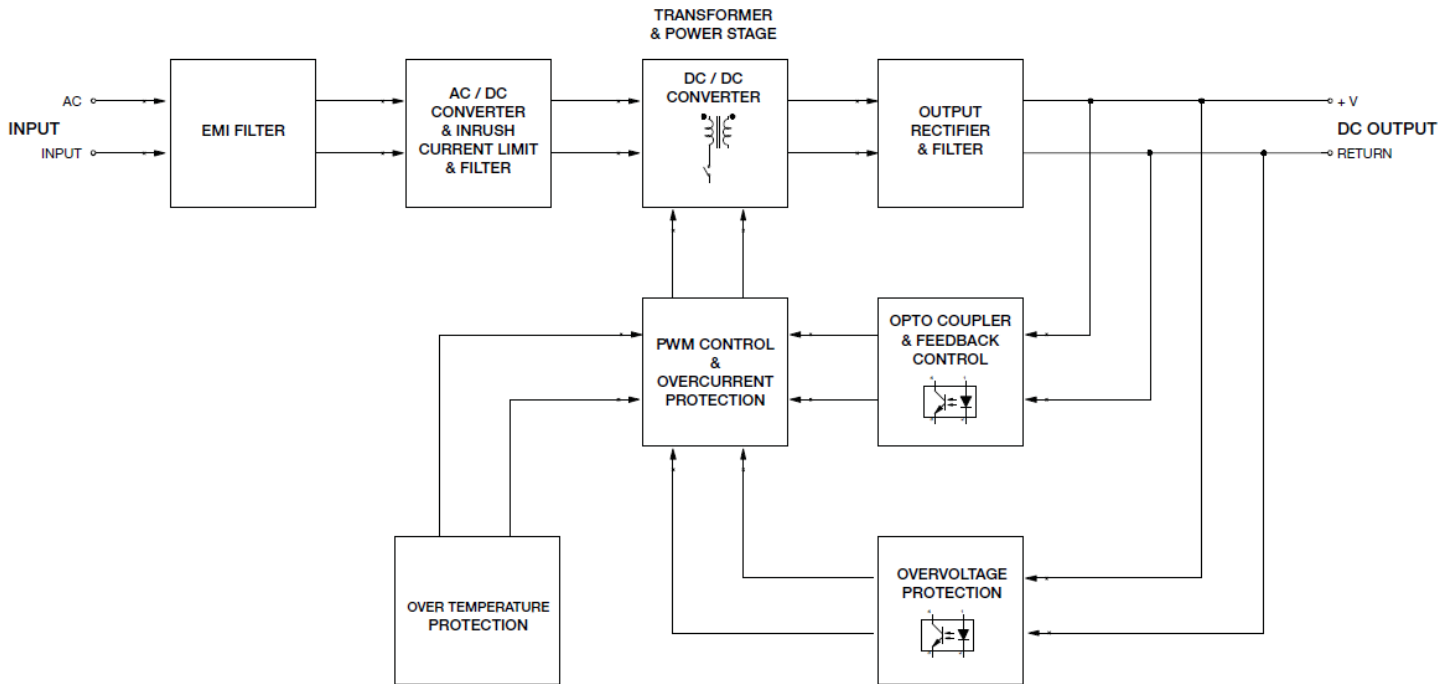 TRANSFORMER
& POWER STAGE
AC
INPUT
INPUT
EMI FILTER
AC / DC
CONVERTER
& INRUSH
CURRENT LIMIT
& FILTER
DC / DC
CONVERTER
OUTPUT
RECTIFIER
& FILTER
+ V
DC OUTPUT
RETURN
PWM CONTROL
&
OVERCURRENT
PROTECTION
OPTO COUPLER
& FEEDBACK
CONTROL
OVER TEMPERATURE
PROTECTION
OVERVOLTAGE
PROTECTION